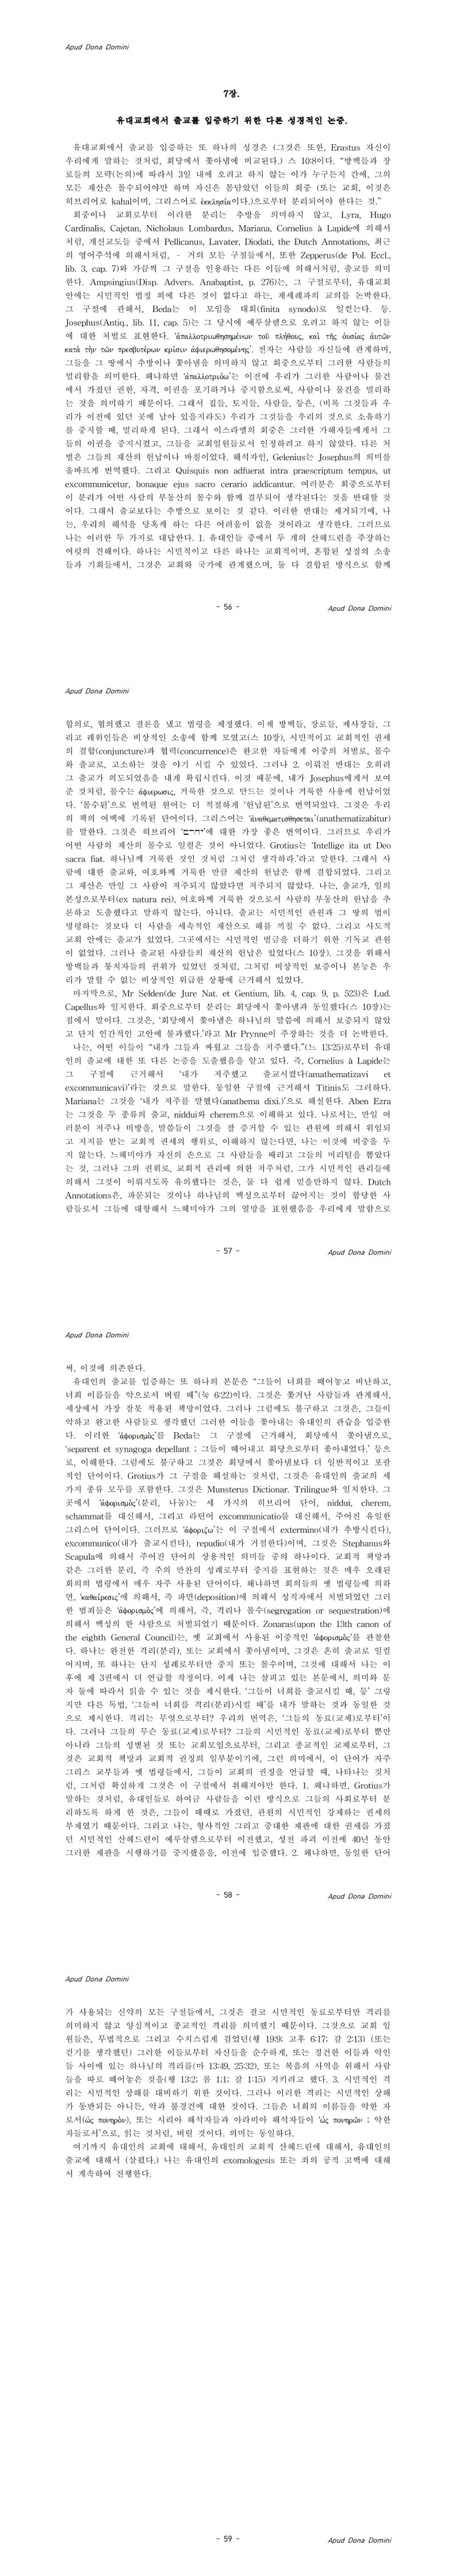 Apud Dona Domini
7장.
유대교회에서 출교를 입증하기 위한 다른 성경적인 논증.
유대교회에서 출교를 입증하는 또 하나의 성경은 (그것은 또한, Erastus 자신이
우리에게 말하는 것처럼, 회당에서 쫓아냄에 비교된다.) 스 10:8이다. “방백들과 장
로들의 모략(논의)에 따라서 3일 내에 오려고 하지 않는 이가 누구든지 간에, 그의
모든 재산은 몰수되어야만 하며 자신은 몸담았던 이들의 회중 (또는 교회, 이것은
히브리어로 kahal이며, 그리스어로 ἐκκλησία이다.)으로부터 분리되어야 한다는 것.”
회중이나 교회로부터 이러한 분리는 추방을 의미하지 않고, Lyra, Hugo
Cardinalis, Cajetan, Nicholaus Lombardus, Mariana, Cornelius à Lapide에 의해서
처럼, 개신교도들 중에서 Pellicanus, Lavater, Diodati, the Dutch Annotations, 최근
의 영어주석에 의해서처럼, - 거의 모든 구절들에서, 또한 Zepperus(de Pol. Eccl.,
lib. 3, cap. 7)와 가끔씩 그 구절을 인용하는 다른 이들에 의해서처럼, 출교를 의미
한다. Ampsingius(Disp. Advers. Anabaptist, p. 276)는, 그 구절로부터, 유대교회
안에는 시민적인 법정 외에 다른 것이 없다고 하는, 재세례파의 교의를 논박한다.
그 구절에 관해서, Beda는 이 모임을 대회(finita synodo)로 일컫는다. 등.
Josephus(Antiq., lib. 11, cap. 5)는 그 당시에 예루살렘으로 오려고 하지 않는 이들
에 대한 처벌로 표현한다. ‘ἀπαλλοτριωθησημένων τοῦ πλήθους, καὶ τῆς οὐσίας ἀυτῶν
κατὰ τὴν τῶν πρεσβυτέρων κρίσιν ἀφιερωθησομένης’. 전자는 사람들 자신들에 관계하며,
그들을 그 땅에서 추방이나 쫓아냄을 의미하지 않고 회중으로부터 그러한 사람들의
멀리함을 의미한다. 왜냐하면 ‘ἀπαλλοτριόω’는 이전에 우리가 그러한 사람이나 물건
에서 가졌던 권한, 자격, 이권을 포기하거나 중지함으로써, 사람이나 물건을 멀리하
는 것을 의미하기 때문이다. 그래서 집들, 토지들, 사람들, 등은, (비록 그것들과 우
리가 이전에 있던 곳에 남아 있을지라도) 우리가 그것들을 우리의 것으로 소유하기
를 중지할 때, 멀리하게 된다. 그래서 이스라엘의 회중은 그러한 가해자들에게서 그
들의 이권을 중지시켰고, 그들을 교회일원들로서 인정하려고 하지 않았다. 다른 처
벌은 그들의 재산의 헌납이나 바침이었다. 해석자인, Gelenius는 Josephus의 의미를
올바르게 번역했다. 그리고 Quisquis non adfuerat intra praescriptum tempus, ut
excommunicetur, bonaque ejus sacro cerario addicantur. 여러분은 회중으로부터
이 분리가 어떤 사람의 부동산의 몰수와 함께 결부되어 생각된다는 것을 반대할 것
이다. 그래서 출교보다는 추방으로 보이는 것 같다. 이러한 반대는 제거되기에, 나
는, 우리의 해석을 당혹케 하는 다른 어려움이 없을 것이라고 생각한다. 그러므로
나는 이러한 두 가지로 대답한다. 1. 유대인들 중에서 두 개의 산헤드린을 주장하는
여럿의 견해이다. 하나는 시민적이고 다른 하나는 교회적이며, 혼합된 성질의 소송
들과 기회들에서, 그것은 교회와 국가에 관계했으며, 둘 다 결합된 방식으로 함께
- 56 -
Apud Dona Domini
Apud Dona Domini
합의로, 협의했고 결론을 냈고 법령을 제정했다. 이제 방백들, 장로들, 제사장들, 그
리고 레위인들은 비상적인 소송에 함께 모였고(스 10장), 시민적이고 교회적인 권세
의 결합(conjuncture)과 협력(concurrence)은 완고한 자들에게 이중의 처벌로, 몰수
와 출교로, 고소하는 것을 야기 시킬 수 있었다. 그러나 2. 이뤄진 반대는 오히려
그 출교가 의도되었음을 내게 확립시킨다. 이것 때문에, 내가 Josephus에게서 보여
준 것처럼, 몰수는 ἀφιερωσις, 거룩한 것으로 만드는 것이나 거룩한 사용에 헌납이었
다. ‘몰수된’으로 번역된 원어는 더 적절하게 ‘헌납된’으로 번역되었다. 그것은 우리
의 책의 여백에 기록된 단어이다. 그리스어는 ‘ἀναθεματισθησεται’(anathematizabitur)
를 말한다. 그것은 히브리어 에 대한 가장 좋은 번역이다. 그러므로 우리가
어떤 사람의 재산의 몰수로 일컬은 것이 아니었다. Grotius는 ‘Intellige ita ut Deo
sacra fiat. 하나님께 거룩하게 된 것처럼 그처럼 생각하라.’라고 말한다. 그래서 사
람에 대한 출교와, 여호와께 거룩한 만큼 재산의 헌납은 함께 결합되었다. 그리고
그 재산은 만일 그 사람이 저주되지 않았다면 저주되지 않았다. 나는, 출교가, 일의
본성으로부터(ex natura rei), 여호와께 거룩한 것으로서 사람의 부동산의 헌납을 추
론하고 도출했다고 말하지 않는다. 아니다. 출교는 시민적인 관원과 그 땅의 법이
명령하는 것보다 더 사람을 세속적인 재산으로 해를 끼칠 수 없다. 그리고 사도적
교회 안에는 출교가 있었다. 그곳에서는 시민적인 벌금을 더하기 위한 기독교 관원
이 없었다. 그러나 출교된 사람들의 재산의 헌납은 있었다(스 10장). 그것을 위해서
방백들과 통치자들의 권위가 있었던 것처럼, 그처럼 비상적인 보증이나 본능은 우
리가 말할 수 없는 비상적인 위급한 상황에 근거해서 있었다.
마지막으로, Mr Selden(de Jure Nat. et Gentium, lib. 4, cap. 9, p. 523)은 Lud.
Capellus와 일치한다. 회중으로부터 분리는 회당에서 쫓아냄과 동일했다(스 10장)는
점에서 말이다. 그것은, ‘회당에서 쫓아냄은 하나님의 말씀에 의해서 보증되지 않았
고 단지 인간적인 고안에 불과했다.’라고 Mr Prynne이 주장하는 것을 더 논박한다.
나는, 어떤 이들이 “내가 그들과 싸웠고 그들을 저주했다.”(느 13:25)로부터 유대
인의 출교에 대한 또 다른 논증을 도출했음을 알고 있다. 즉, Cornelius à Lapide는
그 구절에 근거해서 ‘내가 저주했고 출교시켰다(amathematizavi et
excommunicavi)’라는 것으로 말한다. 동일한 구절에 근거해서 Titinis도 그러하다.
Mariana는 그것을 ‘내가 저주를 말했다(anathema dixi.)’으로 해설한다. Aben Ezra
는 그것을 두 종류의 출교, niddui와 cherem으로 이해하고 있다. 나로서는, 만일 여
러분이 저주나 비방을, 말씀들이 그것을 잘 증거할 수 있는 관원에 의해서 위임되
고 지지를 받는 교회적 권세의 행위로, 이해하지 않는다면, 나는 이것에 비중을 두
지 않는다. 느헤미야가 자신의 손으로 그 사람들을 때리고 그들의 머리털을 뽑았다
는 것, 그러나 그의 권위로, 교회적 관리에 의한 저주처럼, 그가 시민적인 관리들에
의해서 그것이 이뤄지도록 유의했다는 것은, 둘 다 쉽게 믿을만하지 않다. Dutch
Annotations은, 파문되는 것이나 하나님의 백성으로부터 끊어지는 것이 합당한 사
람들로서 그들에 대항해서 느헤미야가 그의 열망을 표현했음을 우리에게 말함으로
- 57 -
Apud Dona Domini
Apud Dona Domini
써, 이것에 의존한다.
유대인의 출교를 입증하는 또 하나의 본문은 “그들이 너희를 떼어놓고 비난하고,
너희 이름들을 악으로서 버릴 때”(눅 6:22)이다. 그것은 쫓겨난 사람들과 관계해서,
세상에서 가장 잘못 적용된 책망이었다. 그러나 그럼에도 불구하고 그것은, 그들이
악하고 완고한 사람들로 생각했던 그러한 이들을 쫓아내는 유대인의 관습을 입증한
다. 이러한 ‘ἀφορισμὸς’를 Beda는 그 구절에 근거해서, 회당에서 쫓아냄으로,
‘separent et synagoga depellant ; 그들이 떼어내고 회당으로부터 쫓아내었다.’ 등으
로, 이해한다. 그럼에도 불구하고 그것은 회당에서 쫓아냄보다 더 일반적이고 포괄
적인 단어이다. Grotius가 그 구절을 해설하는 것처럼, 그것은 유대인의 출교의 세
가지 종류 모두를 포함한다. 그것은 Munsterus Dictionar. Trilingue와 일치한다. 그
곳에서 ‘ἀφορισμὸς’(분리, 나눔)는 세 가지의 히브리어 단어, niddui, cherem,
schammat를 대신해서, 그리고 라틴어 excommunicatio를 대신해서, 주어진 유일한
그리스어 단어이다. 그러므로 ‘ἀφοριζω’는 이 구절에서 extermino(내가 추방시킨다),
excommunico(내가 출교시킨다), repudio(내가 거절한다)이며, 그것은 Stephanus와
Scapula에 의해서 주어진 단어의 상용적인 의미들 중의 하나이다. 교회적 책망과
같은 그러한 분리, 즉 주의 만찬의 성례로부터 중지를 표현하는 것은 매우 오래된
회의의 법령에서 매우 자주 사용된 단어이다. 왜냐하면 회의들의 옛 법령들에 의하
면, ‘καθαίρεσις’에 의해서, 즉 파면(deposition)에 의해서 성직자에서 처벌되었던 그러
한 범죄들은 ‘ἀφορισμὸς’에 의해서, 즉, 격리나 몰수(segregation or sequestration)에
의해서 백성의 한 사람으로 처벌되었기 때문이다. Zonaras(upon the 13th canon of
the eighth General Council)는, 옛 교회에서 사용된 이중적인 ‘ἀφορισμὸς’를 관찰한
다. 하나는 완전한 격리(분리), 또는 교회에서 쫓아냄이며, 그것은 흔히 출교로 일컬
어지며, 또 하나는 단지 성례로부터만 중지 또는 몰수이며, 그것에 대해서 나는 이
후에 제 3권에서 더 언급할 작정이다. 이제 나는 살피고 있는 본문에서, 의미와 문
자 둘에 따라서 읽을 수 있는 것을 제시한다. ‘그들이 너희를 출교시킬 때, 등’ 그렇
지만 다른 독법, ‘그들이 너희를 격리(분리)시킬 때’를 내가 말하는 것과 동일한 것
으로 제시한다. 격리는 무엇으로부터? 우리의 번역은, ‘그들의 동료(교제)로부터’이
다. 그러나 그들의 무슨 동료(교제)로부터? 그들의 시민적인 동료(교제)로부터 뿐만
아니라 그들의 성별된 것 또는 교회모임으로부터, 그리고 종교적인 교제로부터, 그
것은 교회적 책망과 교회적 권징의 일부분이기에, 그런 의미에서, 이 단어가 자주
그리스 교부들과 옛 법령들에서, 그들이 교회의 권징을 언급할 때, 나타나는 것처
럼, 그처럼 확실하게 그것은 이 구절에서 취해져야만 한다. 1. 왜냐하면, Grotius가
말하는 것처럼, 유대인들로 하여금 사람들을 이런 방식으로 그들의 사회로부터 분
리하도록 하게 한 것은, 그들이 때때로 가졌던, 관원의 시민적인 강제하는 권세의
부재였기 때문이다. 그리고 나는, 형사적인 그리고 중대한 재판에 대한 권세를 가졌
던 시민적인 산헤드린이 예루살렘으로부터 이전했고, 성전 파괴 이전에 40년 동안
그러한 재판을 시행하기를 중지했음을, 이전에 입증했다. 2. 왜냐하면, 동일한 단어
- 58 -
Apud Dona Domini
Apud Dona Domini
가 사용되는 신약의 모든 구절들에서, 그것은 결코 시민적인 동료로부터만 격리를
의미하지 않고 양심적이고 종교적인 격리를 의미했기 때문이다. 그것으로 교회 일
원들은, 무법적으로 그리고 수치스럽게 걸었던(행 19:9; 고후 6:17; 갈 2:13) (또는
걷기를 생각했던) 그러한 이들로부터 자신들을 순수하게, 또는 경건한 이들과 악인
들 사이에 있는 하나님의 격리를(마 13:49, 25:32), 또는 복음의 사역을 위해서 사람
들을 따로 떼어놓은 것을(행 13:2; 롬 1:1; 갈 1:15) 지키려고 했다. 3. 시민적인 격
리는 시민적인 상해를 대비하기 위한 것이다. 그러나 이러한 격리는 시민적인 상해
가 동반되든 아니든, 악과 불경건에 대한 것이다. 그들은 너희의 이름들을 악한 자
로서(ὡς πονηρὸν), 또는 시리아 해석자들과 아라비아 해석자들이 ‘ὡς πονηρῶν ; 악한
자들로서’으로, 읽는 것처럼, 버릴 것이다. 의미는 동일하다.
여기까지 유대인의 교회에 대해서, 유대인의 교회적 산헤드린에 대해서, 유대인의
출교에 대해서 (살폈다.) 나는 유대인의 exomologesis 또는 죄의 공적 고백에 대해
서 계속하여 진행한다.
- 59 -
Apud Dona Domini